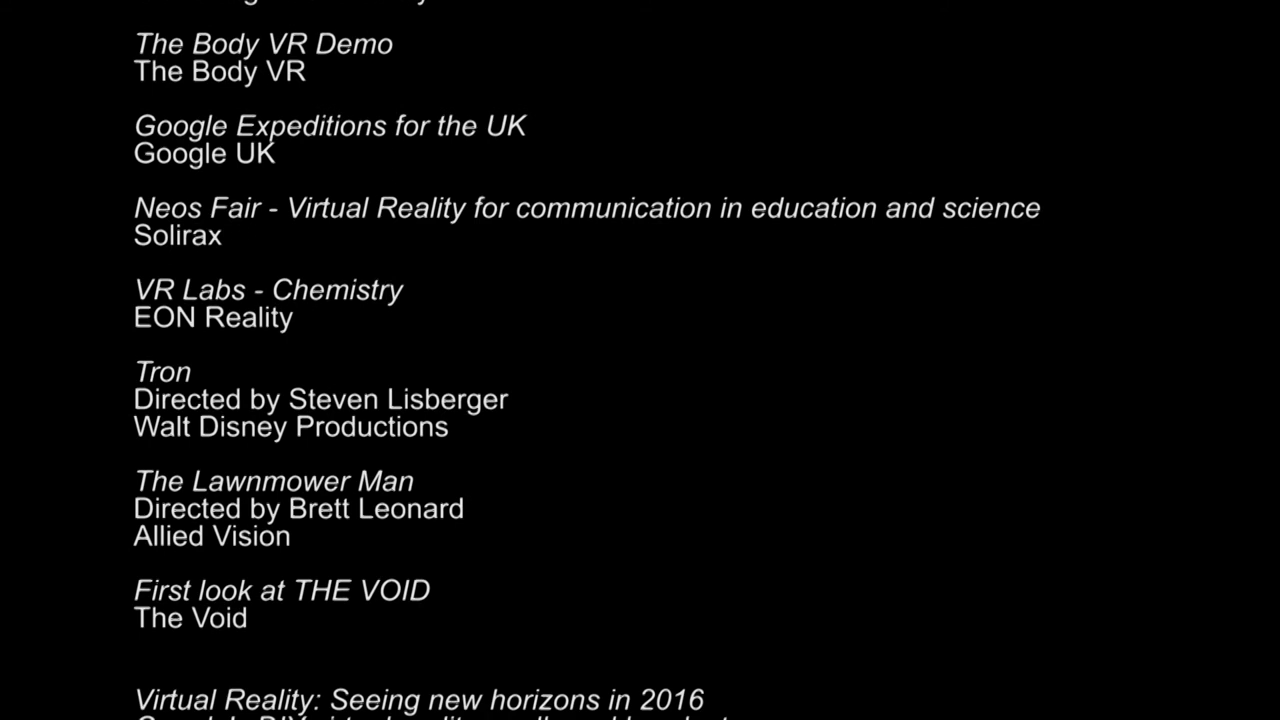 The Body VR Demo
The Body VR
Google Expeditions for the UK
Google UK
Neos Fair - Virtual Reality for communication in education and science
Solirax
VR Labs - Chemistry
EON Reality
Tron
Directed by Steven Lisberger
Walt Disney Productions
The Lawnmower Man
Directed by Brett Leonard
Allied Vision
First look at THE VOID
The Void
Virtual Reality: Seeing new horizons in 2016